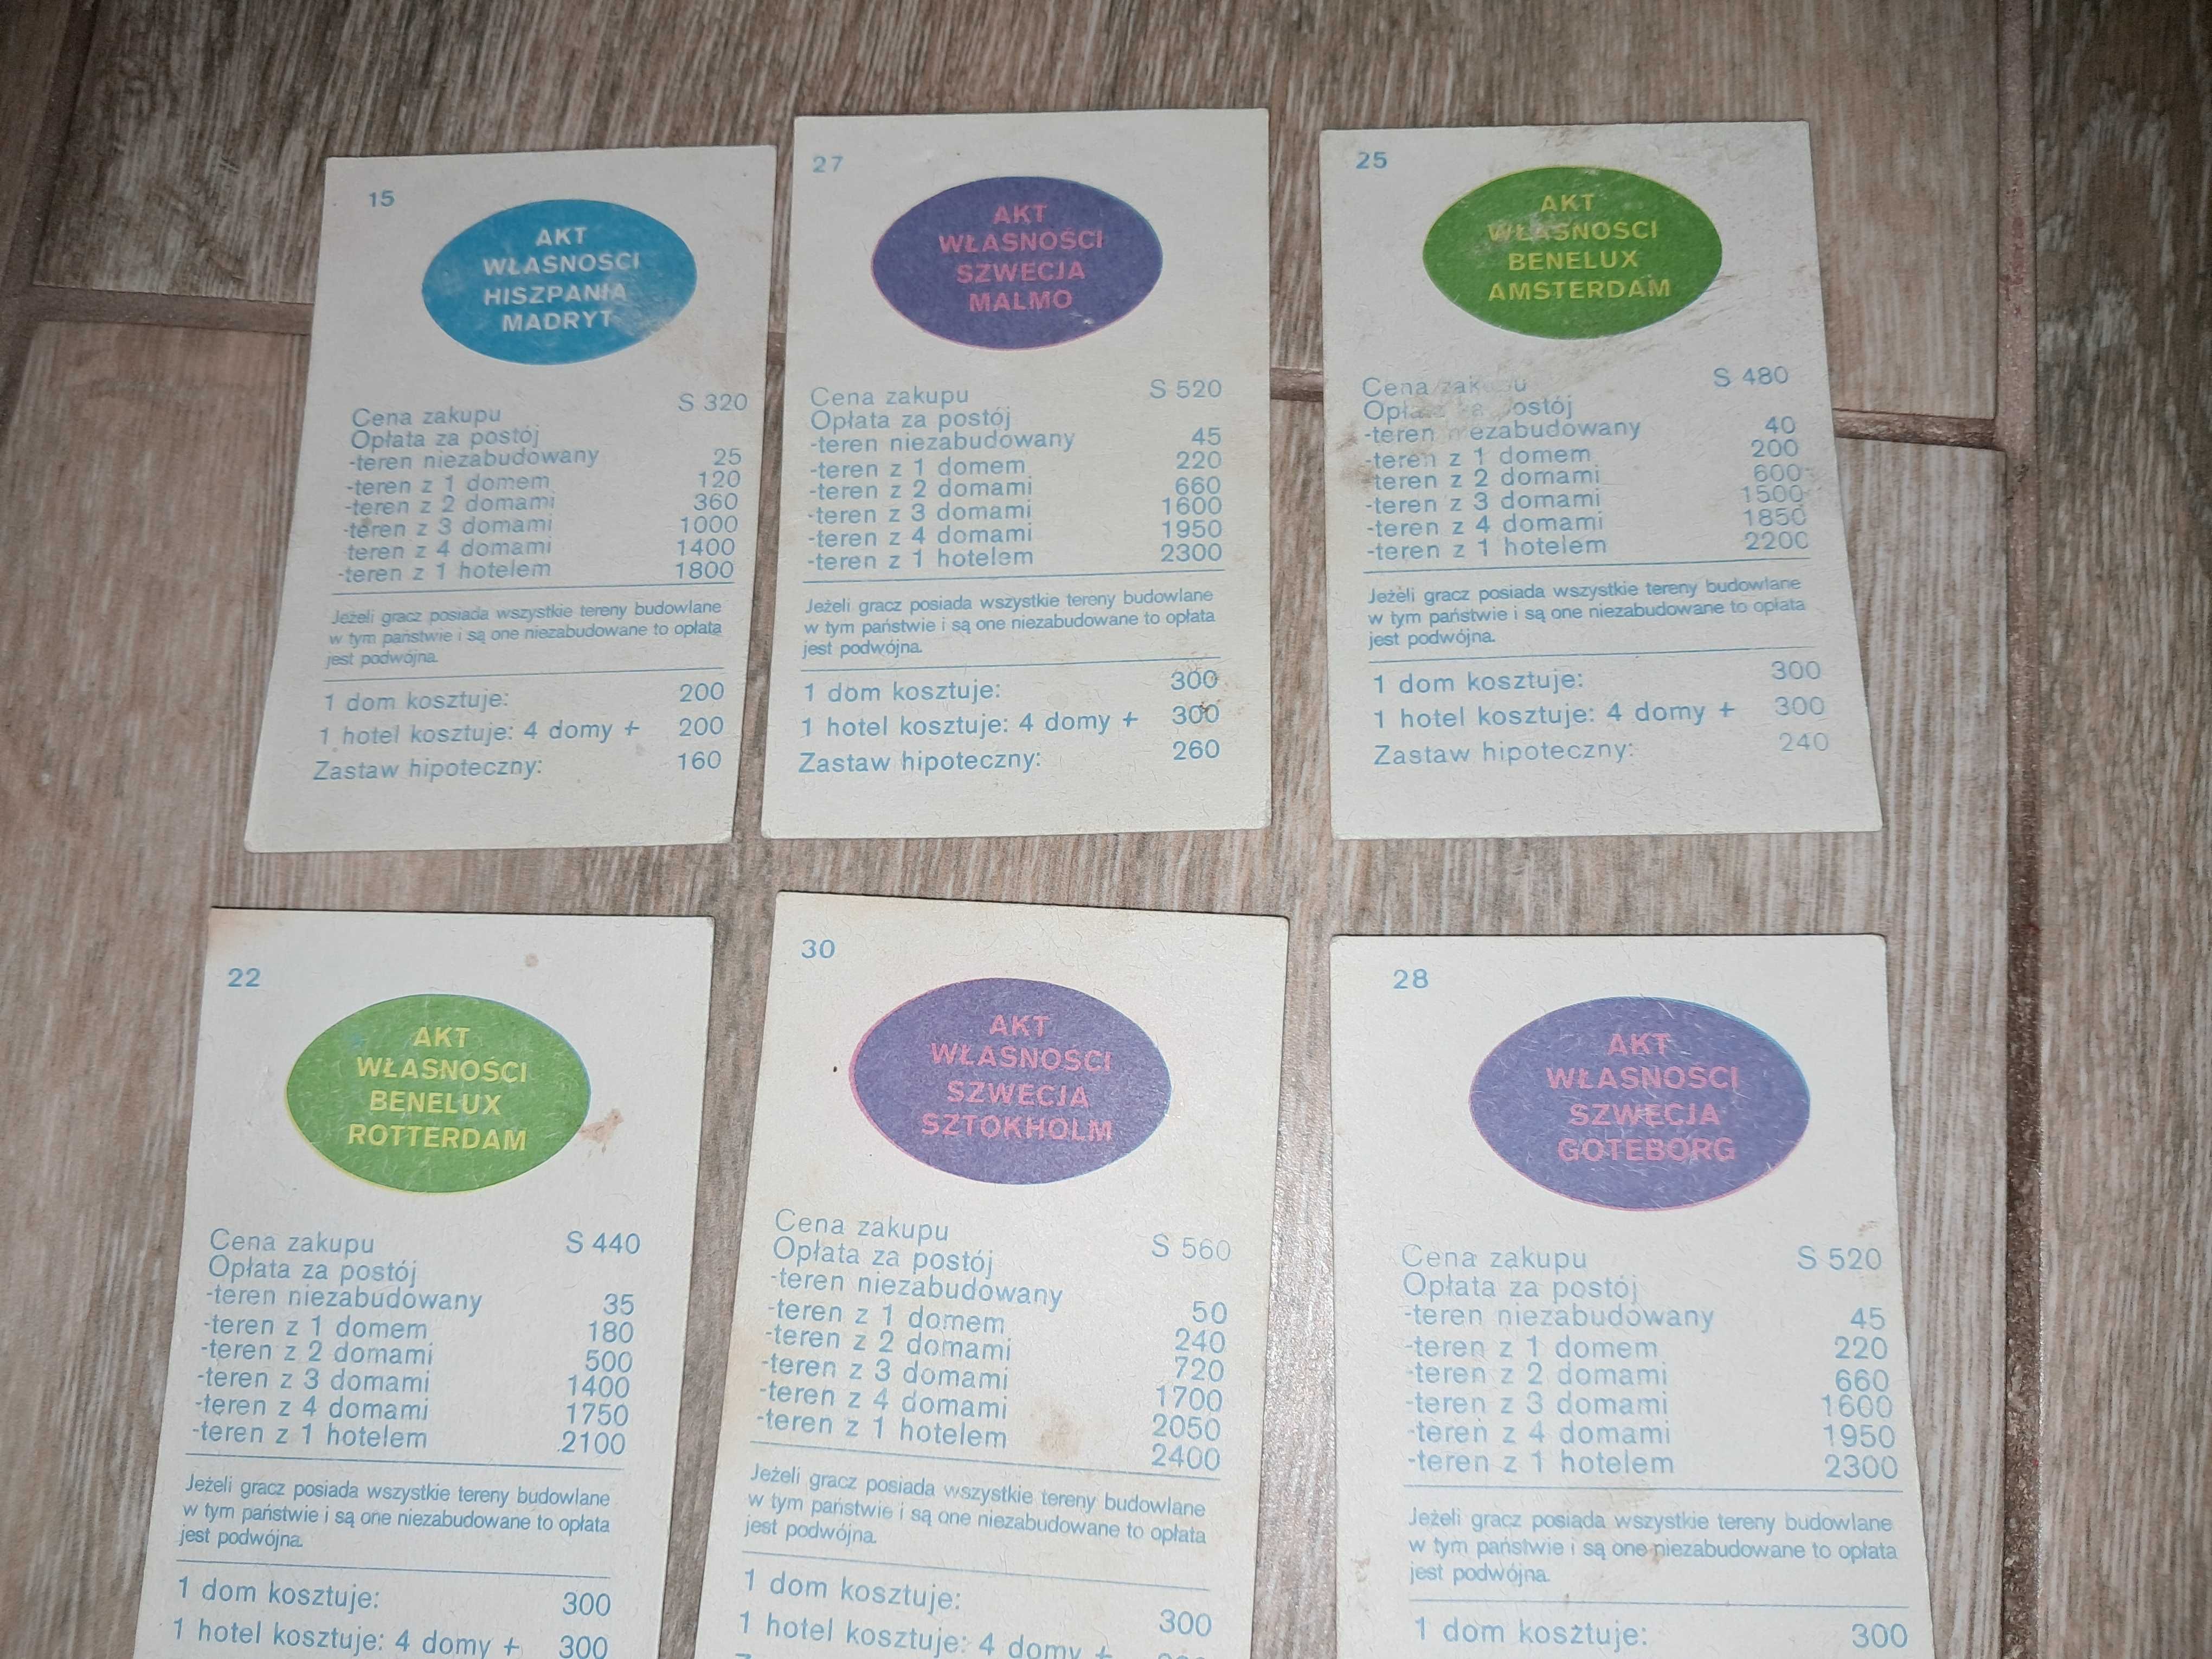 15
AKT
WŁASNOŚCI
HISZPANIA
MADRYT
Cena zakupu S 320
Opłata za postój
-teren niezabudowany 25
-teren z 1 domem 120
-teren z 2 domami 360
-teren z 3 domami 1000
teren z 4 domami 1400
-teren z 1 hotelem 1800
Jeżeli gracz posiada wszystkie tereny budowlane
w tym państwie i są one niezabudowane to opłata
jest podwójna.
1 dom kosztuje: 200
1 hotel kosztuje: 4 domy + 200
Zastaw hipoteczny: 160
27
AKT
WŁASNOŚCI
SZWECJA
MALMO
Cena zakupu S 520
Opłata za postój
-teren niezabudowany 45
-teren z 1 domem 220
-teren z 2 domami 660
-teren z 3 domami 1600
-teren z 4 domami 1950
-teren z 1 hotelem 2300
Jeżeli gracz posiada wszystkie tereny budowlane
w tym państwie i są one niezabudowane to opłata
jest podwójna.
1 dom kosztuje: 300
1 hotel kosztuje: 4 domy + 300
Zastaw hipoteczny: 260
25
AKT
WŁASNOŚCI
BENELUX
AMSTERDAM
Cena S 480
-teren 40
-teren z 1 domem 200
teren z 2 domami 600
-teren z 3 domami 1500
-teren z 4 domami 1850
-teren z 1 hotelem 2200
Jeżeli gracz posiada wszystkie tereny budowlane
w tym państwie i są one niezabudowane to opłata
jest podwójna.
1 dom kosztuje: 300
1 hotel kosztuje: 4 domy + 300
Zastaw hipoteczny: 240
22
AKT
WŁASNOŚCI
BENELUX
ROTTERDAM
Cena zakupu S 440
Opłata za postój
-teren niezabudowany 35
-teren z 1 domem 180
-teren z 2 domami 500
-teren z 3 domami 1400
-teren z 4 domami 1750
-teren z 1 hotelem 2100
Jeżeli gracz posiada wszystkie tereny budowlane
w tym państwie i są one niezabudowane to opłata
jest podwójna.
1 dom kosztuje: 300
1 hotel kosztuje: 4 domy + 300
30
AKT
WŁASNOŚCI
SZWECJA
SZTOKHOLM
Cena zakupu S 560
Opłata za postój
-teren niezabudowany 50
-teren z 1 domem 240
-teren z 2 domami 720
-teren z 3 domami 1700
-teren z 4 domami 2050
-teren z 1 hotelem 2400
Jeżeli gracz posiada wszystkie tereny budowlane
w tym państwie i są one niezabudowane to opłata
jest podwójna.
1 dom kosztuje: 300
1 hotel kosztuje: 4 domy +
28
AKT
WŁASNOŚCI
SZWECJA
GOTEBORG
Cena zakupu S 520
Opłata za postój
-teren niezabudowany 45
-teren z 1 domem 220
-teren z 2 domami 660
-teren z 3 domami 1600
-teren z 4 domami 1950
-teren z 1 hotelem 2300
Jeżeli gracz posiada wszystkie tereny budowlane
w tym państwie i są one niezabudowane to opłata
jest podwójna.
1 dom kosztuje: 300